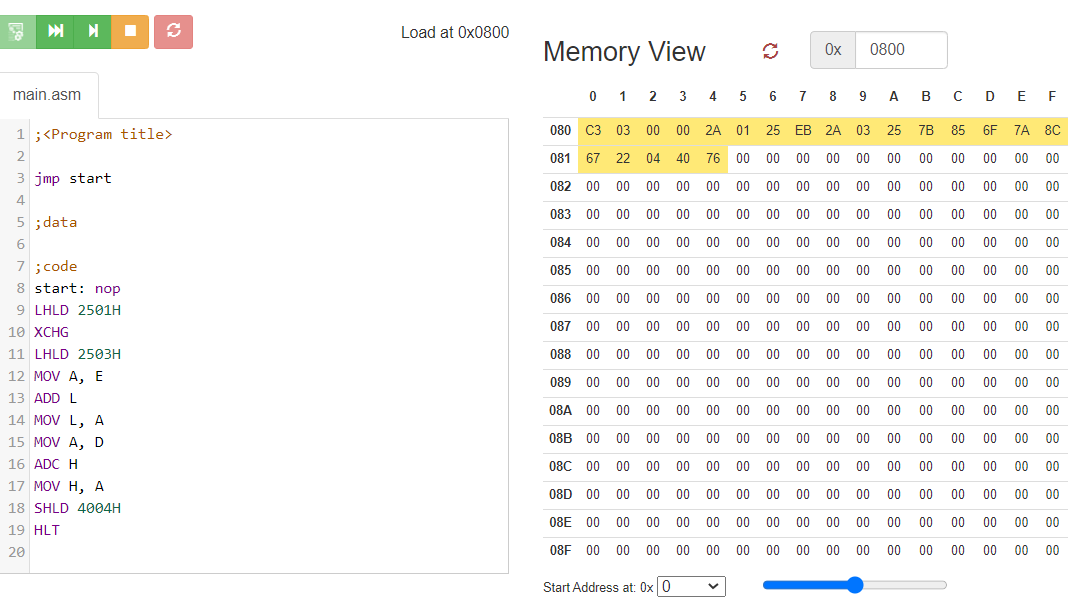 Load at 0x0800
main.asm
1 ;<Program title>
2
3 jmp start
4
5 ;data
6
7 ;code
8 start: nop
9 LHLD 2501H
10 XCHG
11 LHLD 2503H
12 MOV A, E
13 ADD L
14 MOV L, A
15 MOV A, D
16 ADC H
17 MOV H, A
18 SHLD 4004H
19 HLT
20
Memory View 0x 0800
0 1 2 3 4 5 6 7 8 9 A B C D E F
080 C3 03 00 00 2A 01 25 EB 2A 03 25 7B 85 6F 7A 8C
081 67 22 04 40 76 00 00 00 00 00 00 00 00 00 00 00
082 00 00 00 00 00 00 00 00 00 00 00 00 00 00 00 00
083 00 00 00 00 00 00 00 00 00 00 00 00 00 00 00 00
084 00 00 00 00 00 00 00 00 00 00 00 00 00 00 00 00
085 00 00 00 00 00 00 00 00 00 00 00 00 00 00 00 00
086 00 00 00 00 00 00 00 00 00 00 00 00 00 00 00 00
087 00 00 00 00 00 00 00 00 00 00 00 00 00 00 00 00
088 00 00 00 00 00 00 00 00 00 00 00 00 00 00 00 00
089 00 00 00 00 00 00 00 00 00 00 00 00 00 00 00 00
08A 00 00 00 00 00 00 00 00 00 00 00 00 00 00 00 00
08B 00 00 00 00 00 00 00 00 00 00 00 00 00 00 00 00
08C 00 00 00 00 00 00 00 00 00 00 00 00 00 00 00 00
08D 00 00 00 00 00 00 00 00 00 00 00 00 00 00 00 00
08E 00 00 00 00 00 00 00 00 00 00 00 00 00 00 00 00
08F 00 00 00 00 00 00 00 00 00 00 00 00 00 00 00 00
Start Address at: 0x 0